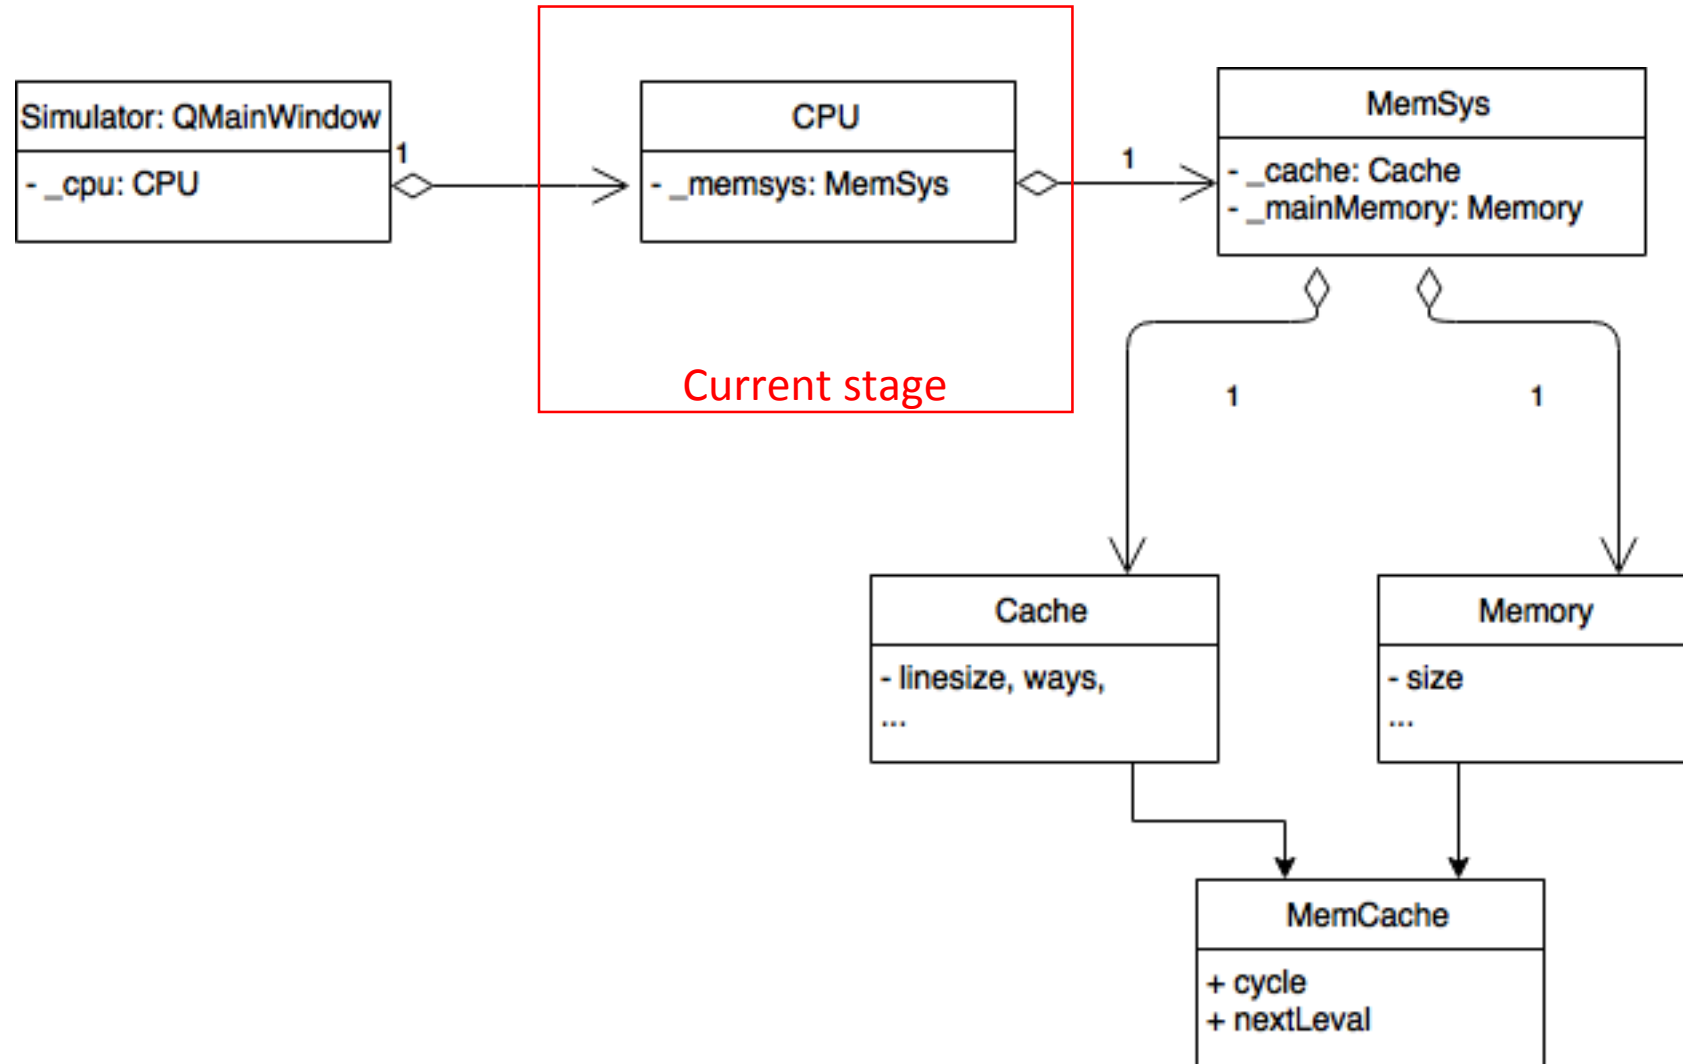 Simulator: QMainWindow
- _cpu: CPU
1
CPU
- _memsys: MemSys
1
MemSys
- _cache: Cache
- _mainMemory: Memory
Current stage
1
1
Cache
- linesize, ways,
...
Memory
- size
...
MemCache
+ cycle
+ nextLeval